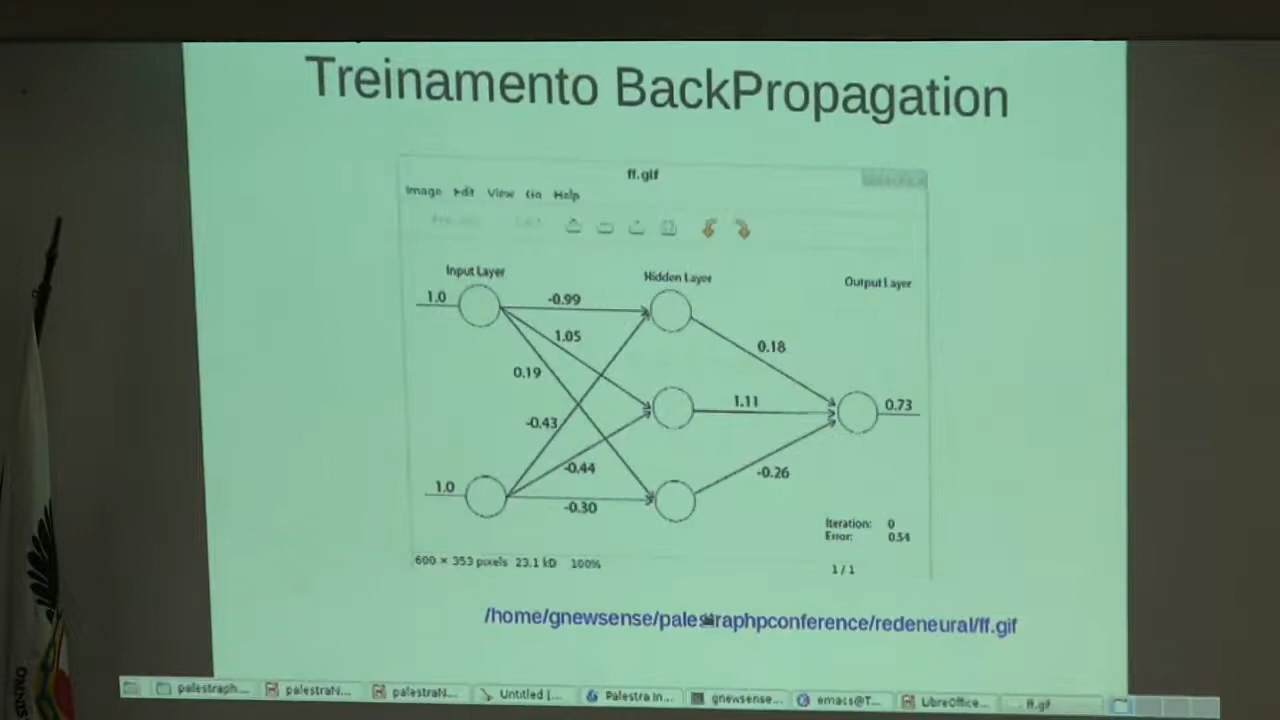 Treinamento BackPropagation
ff.gif
Image Edit View Go Help
Input Layer
Hidden Layer
Output Layer
1.0
-0.99
1.05
0.18
0.19
1.11
0.73
-0.43
-0.44
-0.26
1.0
-0.30
Iteration: 0
Error: 0.54
600 × 353 pixels 23.1 kB 100%
1 / 1
/home/gnewsense/palestraphpconference/redeneural/ff.gif
palestraph... palestraN... palestraN... Untitled [... Palestra In... gnewsense... emacs@T... LibreOffice... ff.gif